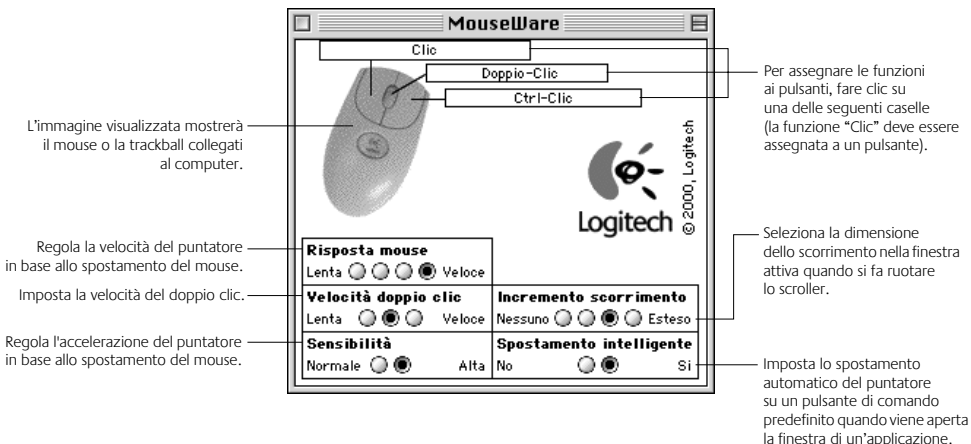 MouseWare
Clic
Doppio-Clic
Ctrl-Clic
Per assegnare le funzioni
ai pulsanti, fare clic su
una delle seguenti caselle
(la funzione “Clic” deve essere
assegnata a un pulsante).
L’immagine visualizzata mostrerà
il mouse o la trackball collegati
al computer.
Logitech
© 2000, Logitech
Regola la velocità del puntatore
in base allo spostamento del mouse.
Risposta mouse
Lenta Veloce
Seleziona la dimensione
dello scorrimento nella finestra
attiva quando si fa ruotare
lo scroller.
Imposta la velocità del doppio clic.
Velocità doppio clic
Lenta Veloce
Incremento scorrimento
Nessuno Esteso
Regola l'accelerazione del puntatore
in base allo spostamento del mouse.
Sensibilità
Normale Alta
Spostamento intelligente
No Si
Imposta lo spostamento
automatico del puntatore
su un pulsante di comando
predefinito quando viene aperta
la finestra di un’applicazione.